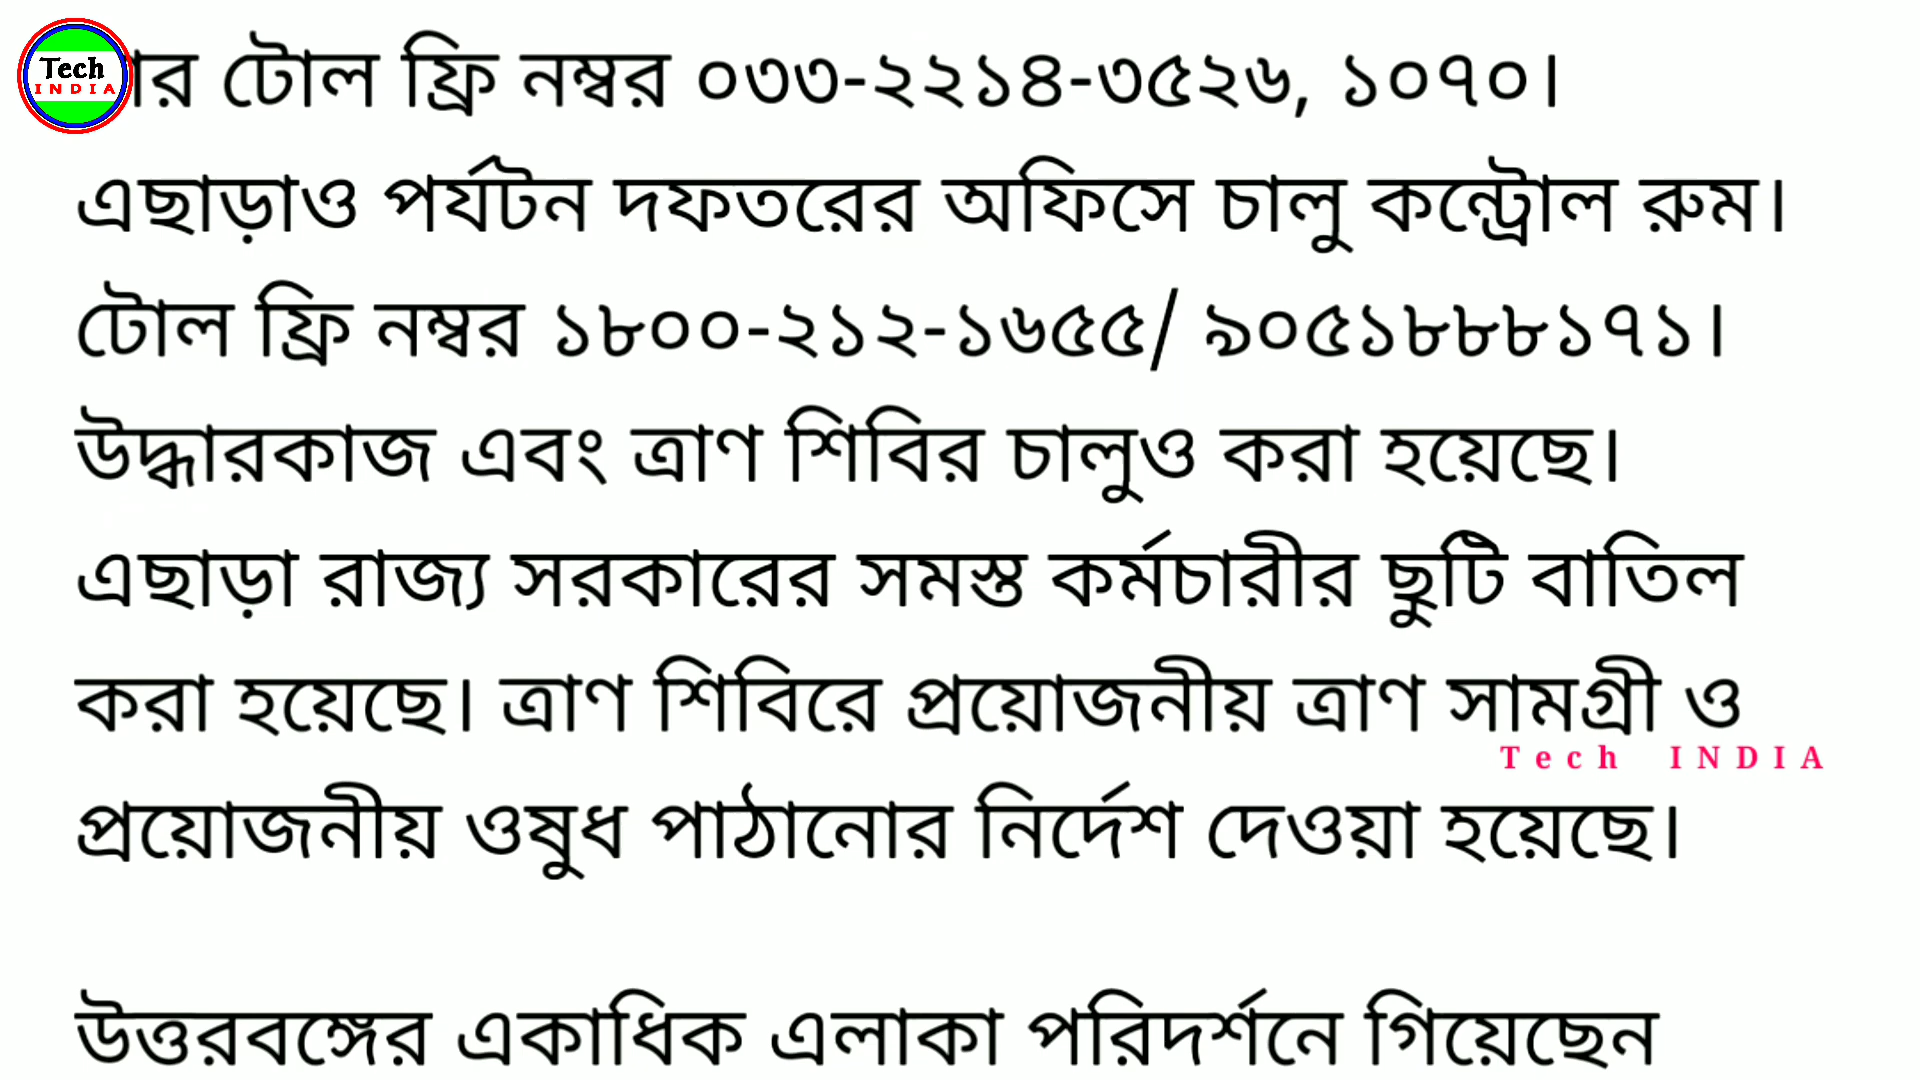 Tech
INDIA
টোল ফ্রি নম্বর ০৩৩-২২১৪-৩৫২৬, ১০৭০।
এছাড়াও পর্যটন দফতরের অফিসে চালু কন্ট্রোল রুম।
টোল ফ্রি নম্বর ১৮০০-২১২-১৬৫৫/ ৯০৫১৮৮৮১৭১।
উদ্ধারকাজ এবং ত্রাণ শিবির চালুও করা হয়েছে।
এছাড়া রাজ্য সরকারের সমস্ত কর্মচারীর ছুটি বাতিল
করা হয়েছে। ত্রাণ শিবিরে প্রয়োজনীয় ত্রাণ সামগ্রী ও
Tech INDIA
প্রয়োজনীয় ওষুধ পাঠানোর নির্দেশ দেওয়া হয়েছে।
উত্তরবঙ্গের একাধিক এলাকা পরিদর্শনে গিয়েছেন